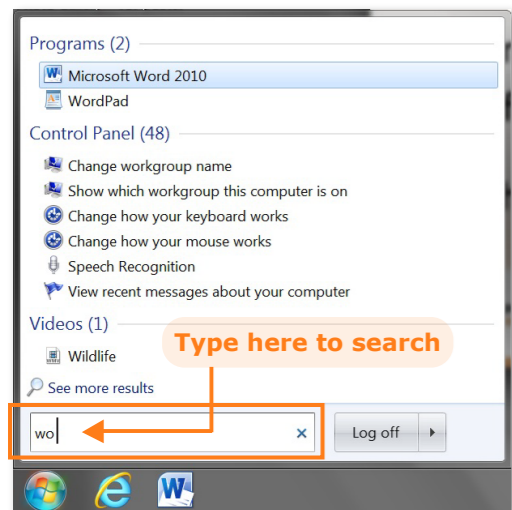 Programs (2)
Microsoft Word 2010
WordPad
Control Panel (48)
Change workgroup name
Show which workgroup this computer is on
Change how your keyboard works
Change how your mouse works
Speech Recognition
View recent messages about your computer
Videos (1)
Type here to search
Wildlife
See more results
wo
Log off